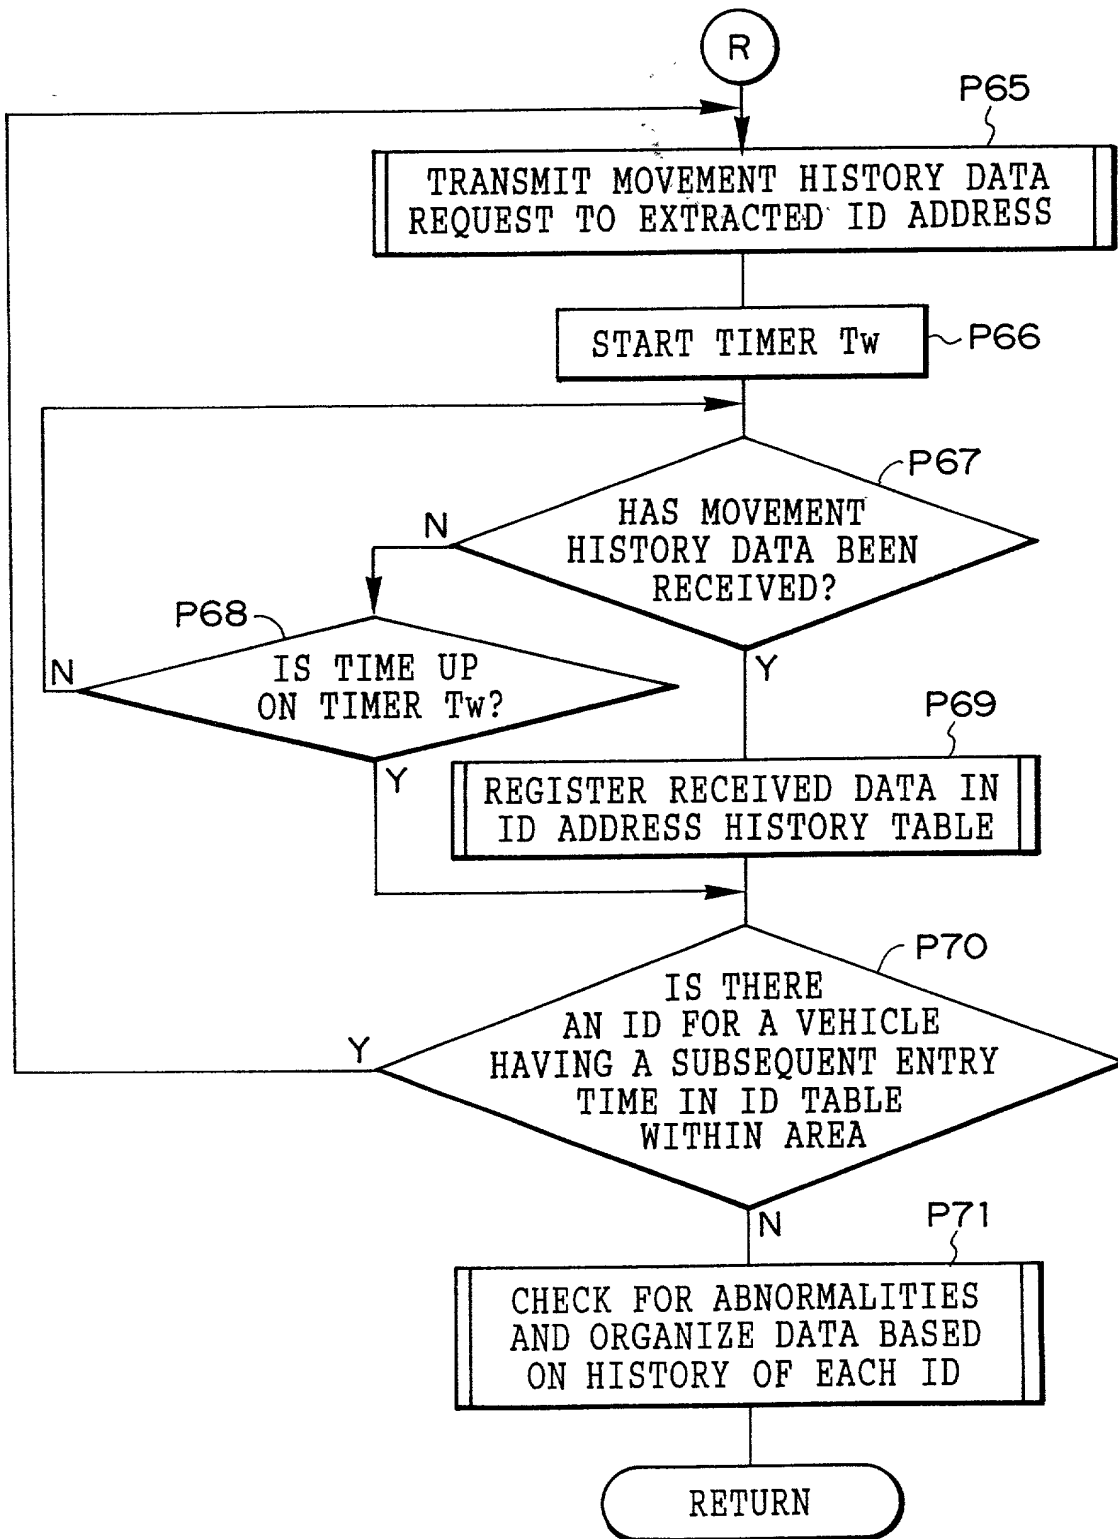 R
P65
TRANSMIT MOVEMENT HISTORY DATA
REQUEST TO EXTRACTED ID ADDRESS
START TIMER Tw
P66
P67
HAS MOVEMENT
HISTORY DATA BEEN
RECEIVED?
N
Y
P68
IS TIME UP
ON TIMER Tw?
N
Y
P69
REGISTER RECEIVED DATA IN
ID ADDRESS HISTORY TABLE
P70
IS THERE
AN ID FOR A VEHICLE
HAVING A SUBSEQUENT ENTRY
TIME IN ID TABLE
WITHIN AREA
Y
N
P71
CHECK FOR ABNORMALITIES
AND ORGANIZE DATA BASED
ON HISTORY OF EACH ID
RETURN